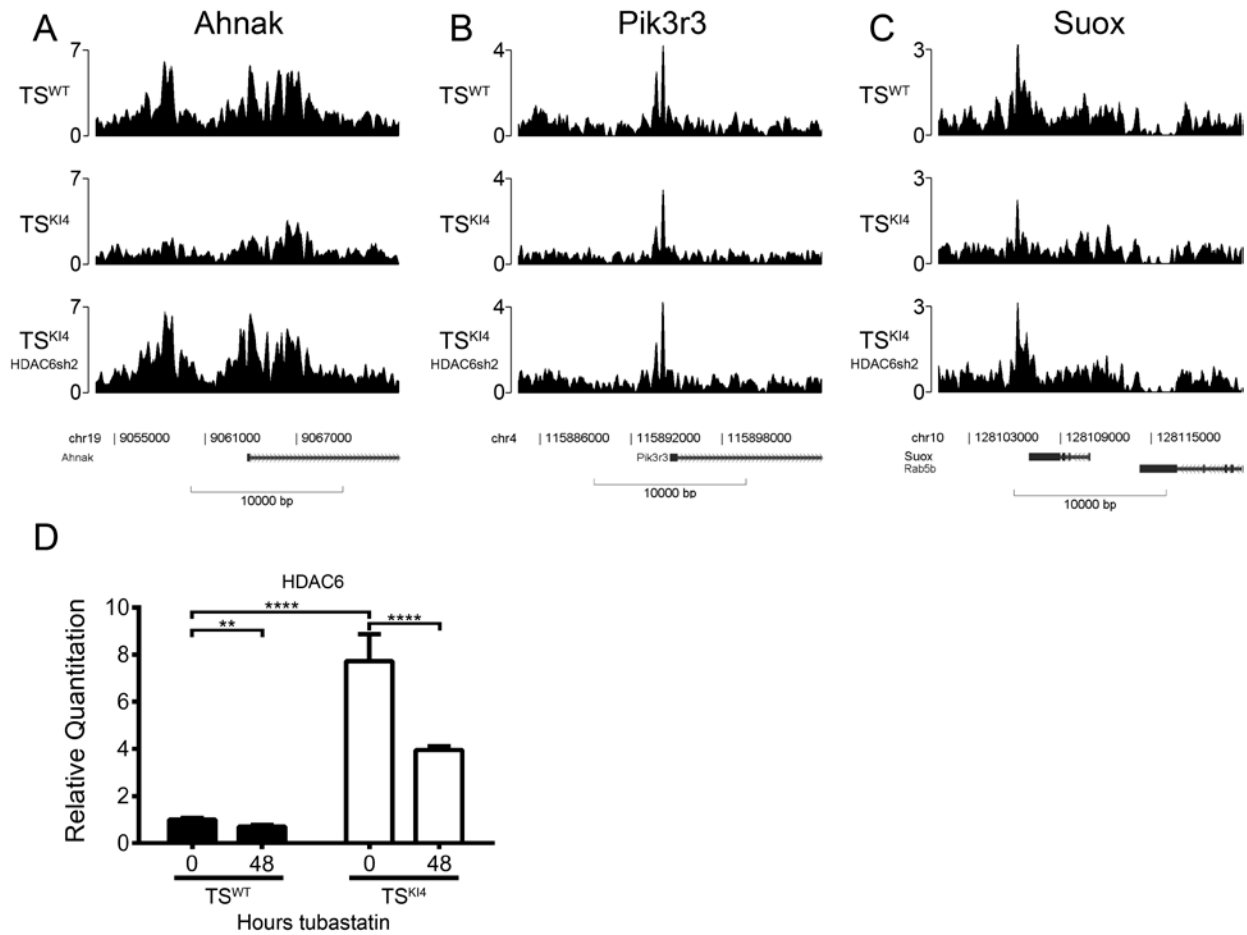 A Ahnak
7
TSWT
0
7
TSKI4
0
7
TSKI4
HDAC6sh2
0
chr19 | 9055000 | 9061000 | 9067000
Ahnak
10000 bp
B Pik3r3
4
TSWT
0
4
TSKI4
0
4
TSKI4
HDAC6sh2
0
chr4 | 115886000 | 115892000 | 115898000
Pik3r3
10000 bp
C Suox
3
TSWT
0
3
TSKI4
0
3
TSKI4
HDAC6sh2
0
chr10 | 128103000 | 128109000 | 128115000
Suox
Rab5b
10000 bp
D
HDAC6
Relative Quantitation
10
8
6
4
2
0
****
**
****
0 48 0 48
TSWT TSKI4
Hours tubastatin